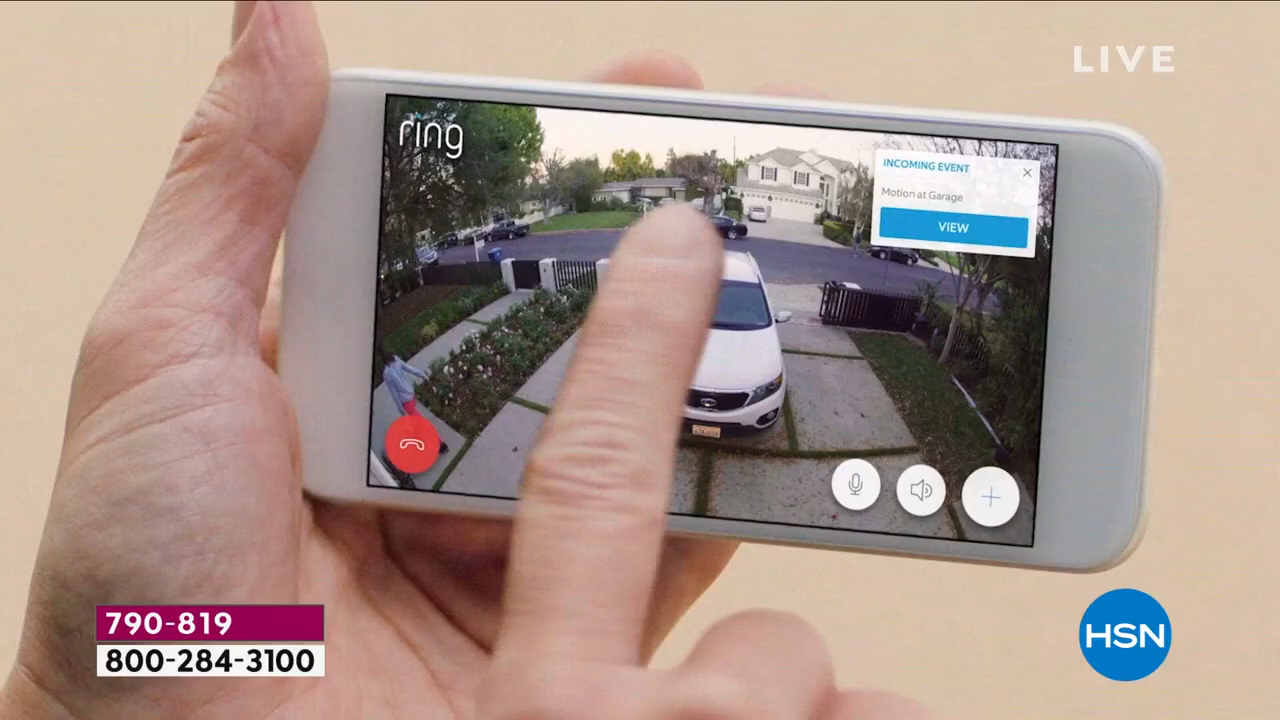 LIVE
ring
INCOMING EVENT
Motion at Garage
VIEW
790-819
800-284-3100
HSN